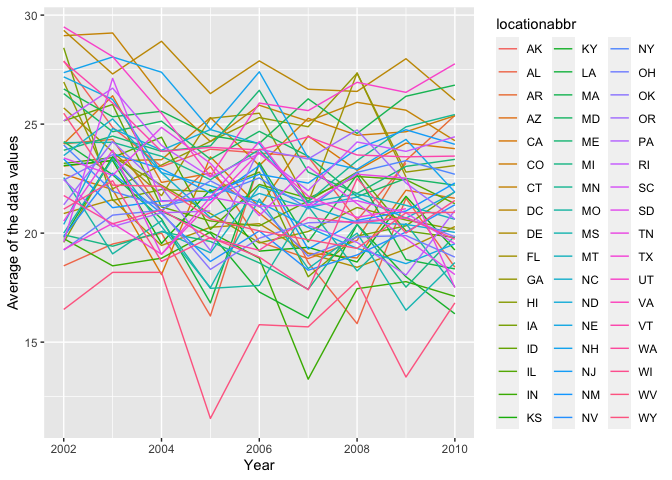 30
25
20
15
Average of the data values
2002
2004
2006
2008
2010
Year
locationabbr
AK
AL
AR
AZ
CA
CO
CT
DC
DE
FL
GA
HI
IA
ID
IL
IN
KS
KY
LA
MA
MD
ME
MI
MN
MO
MS
MT
NC
ND
NE
NH
NJ
NM
NV
NY
OH
OK
OR
PA
RI
SC
SD
TN
TX
UT
VA
VT
WA
WI
WV
WY